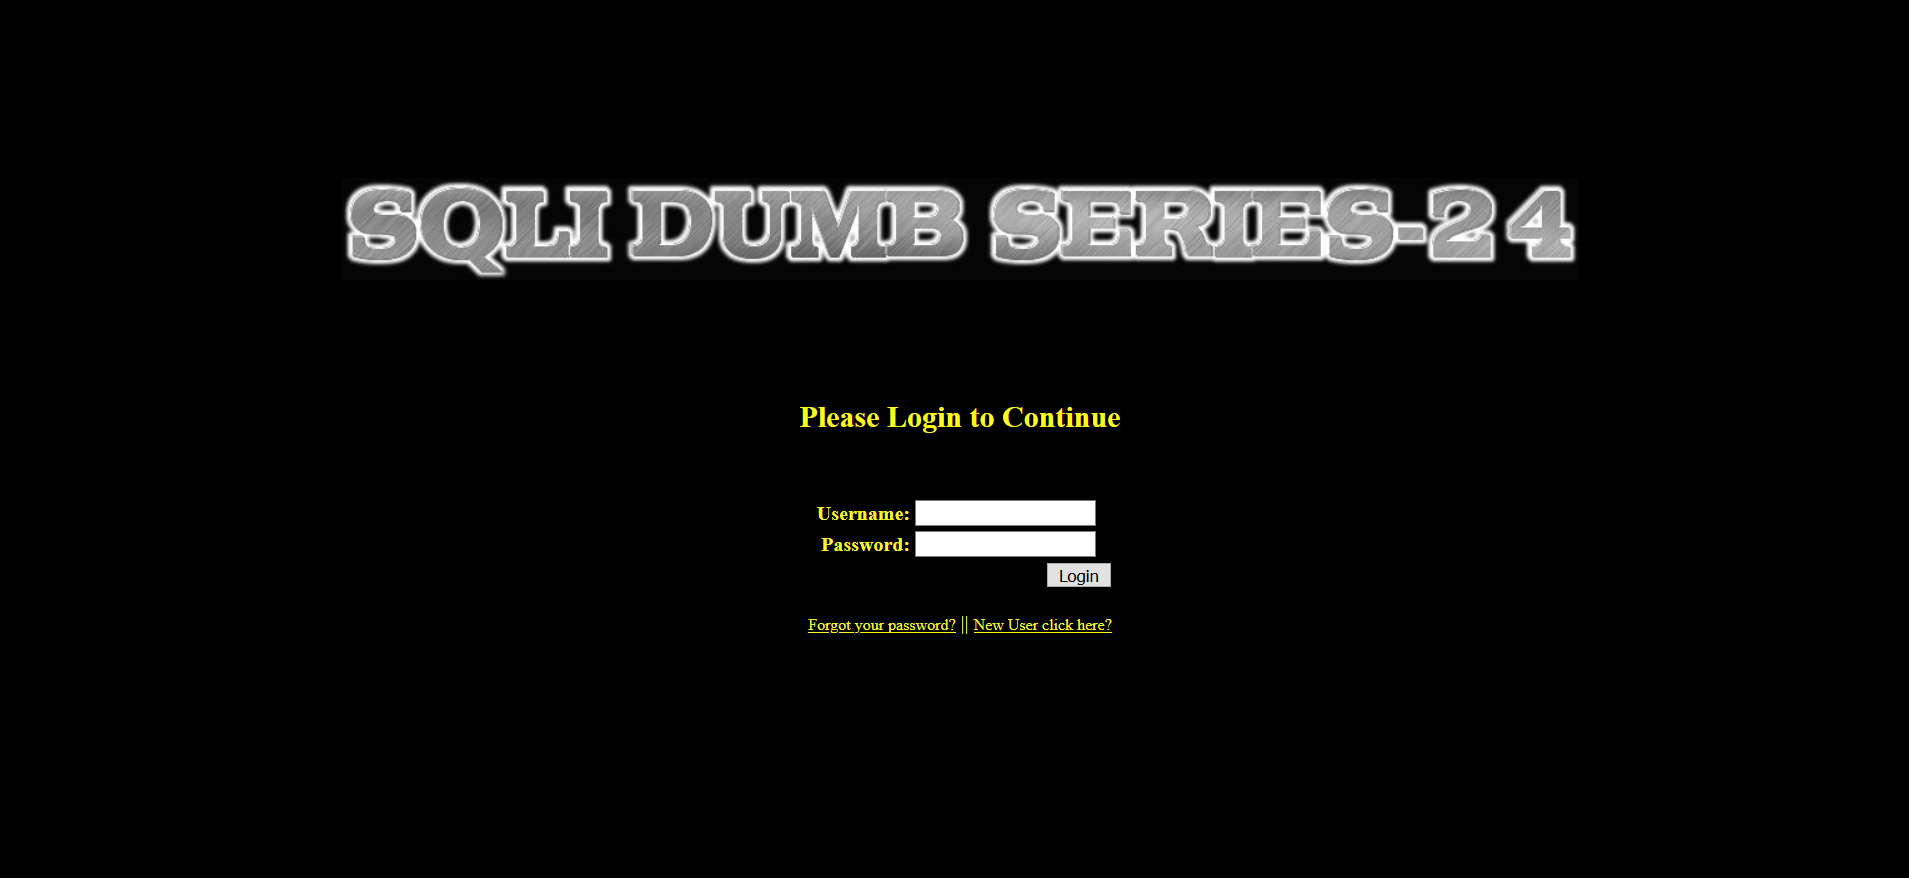 SQLI DUMB SERIES-24
Please Login to Continue
Username:
Password:
Login
Forgot your password? || New User click here?